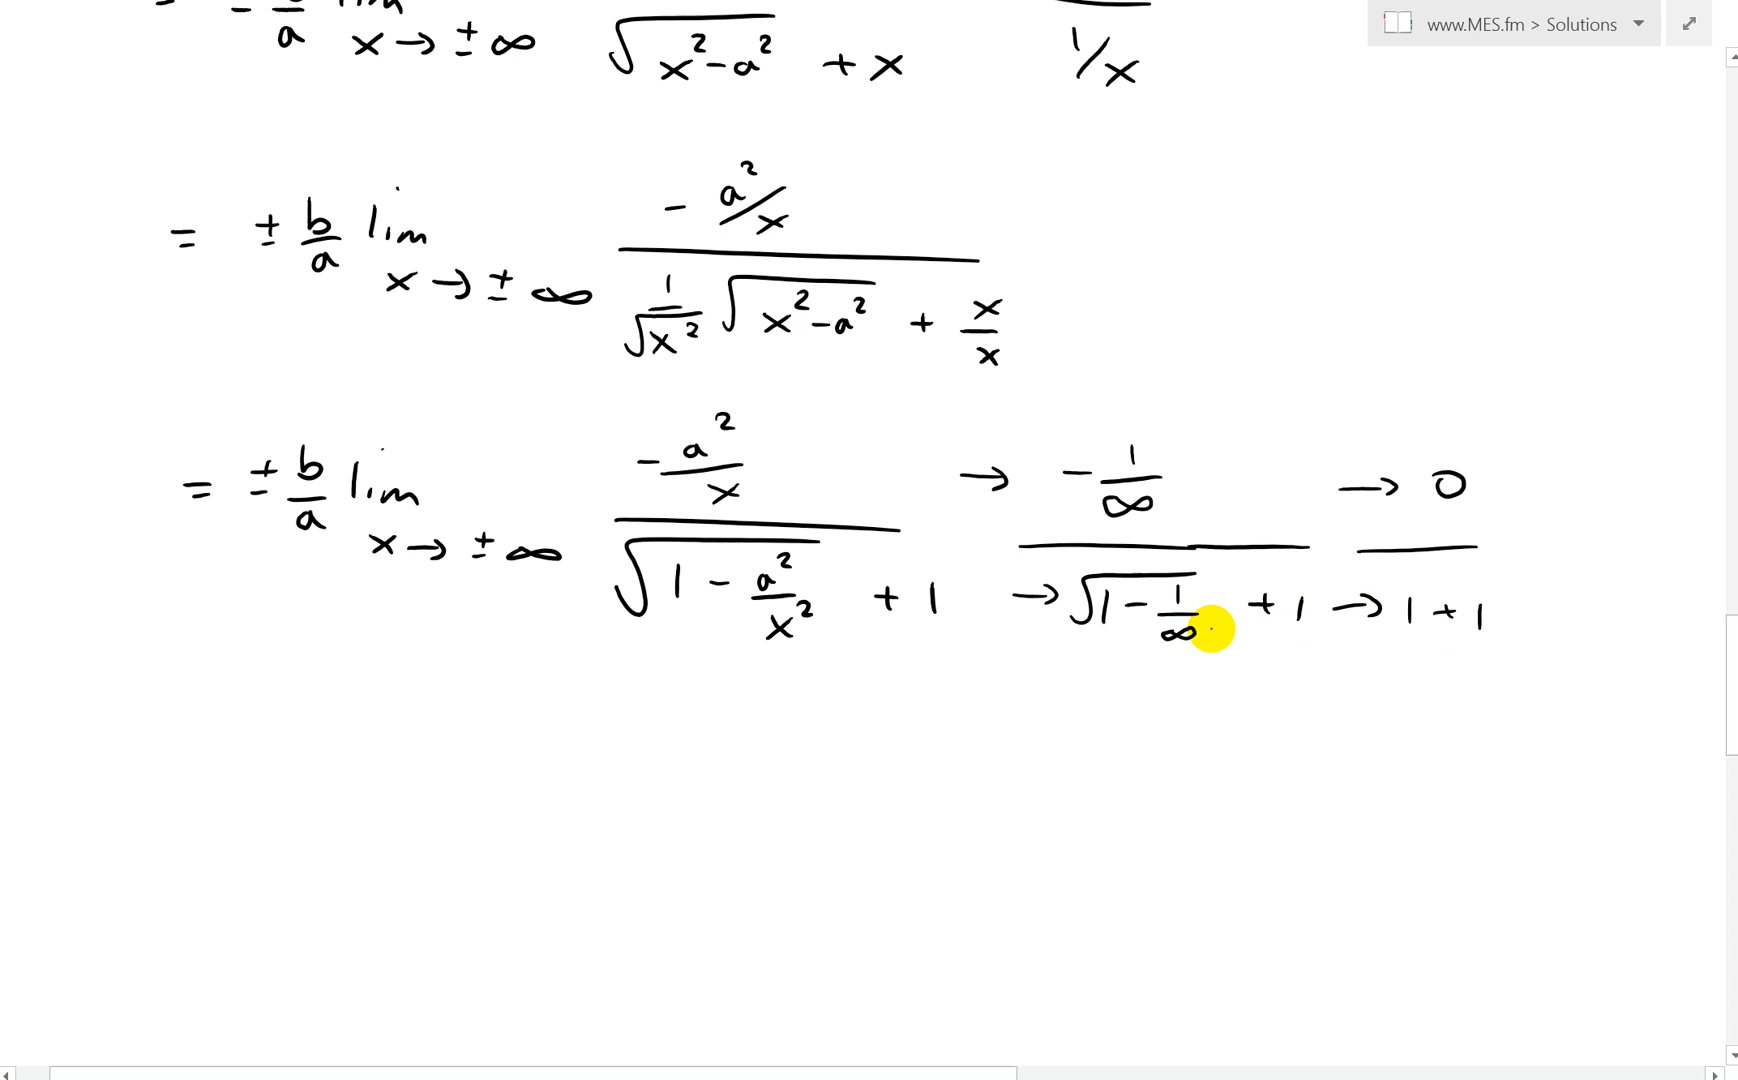 www.MES.fm > Solutions
= ± b/a lim x → ±∞ √(x² - a²) + x 1/x
= ± b/a lim x → ±∞ (- a²/x) / (1/√x² √(x² - a²) + x/x)
= ± b/a lim x → ±∞ (- a²/x) / (√(1 - a²/x²) + 1) → - 1/∞ / → √(1 - 1/∞) + 1 → 0 / → 1 + 1